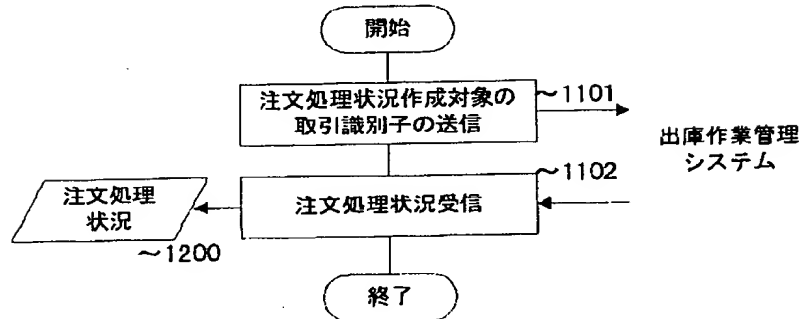 開始
注文処理状況作成対象の
取引識別子の送信
～1101
出庫作業管理
システム
～1102
注文処理状況受信
注文処理
状況
～1200
終了